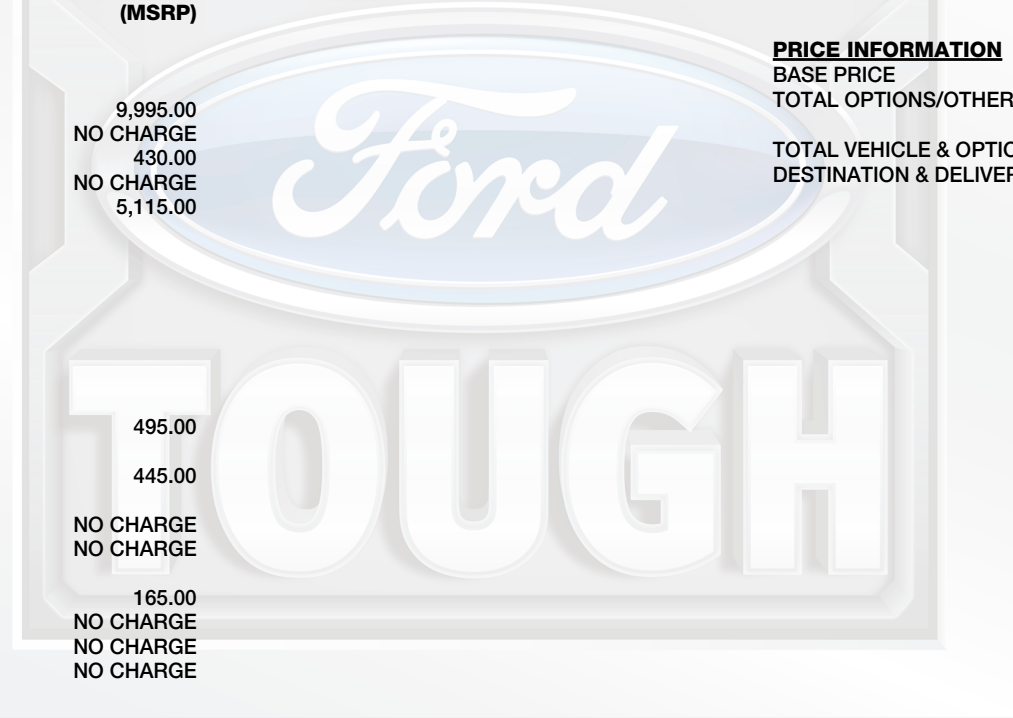 (MSRP)
9,995.00
NO CHARGE
430.00
NO CHARGE
5,115.00
495.00
445.00
NO CHARGE
NO CHARGE
165.00
NO CHARGE
NO CHARGE
NO CHARGE
PRICE INFORMATION
BASE PRICE
TOTAL OPTIONS/OTHER
TOTAL VEHICLE & OPTIO
DESTINATION & DELIVER
Ford
TOUGH